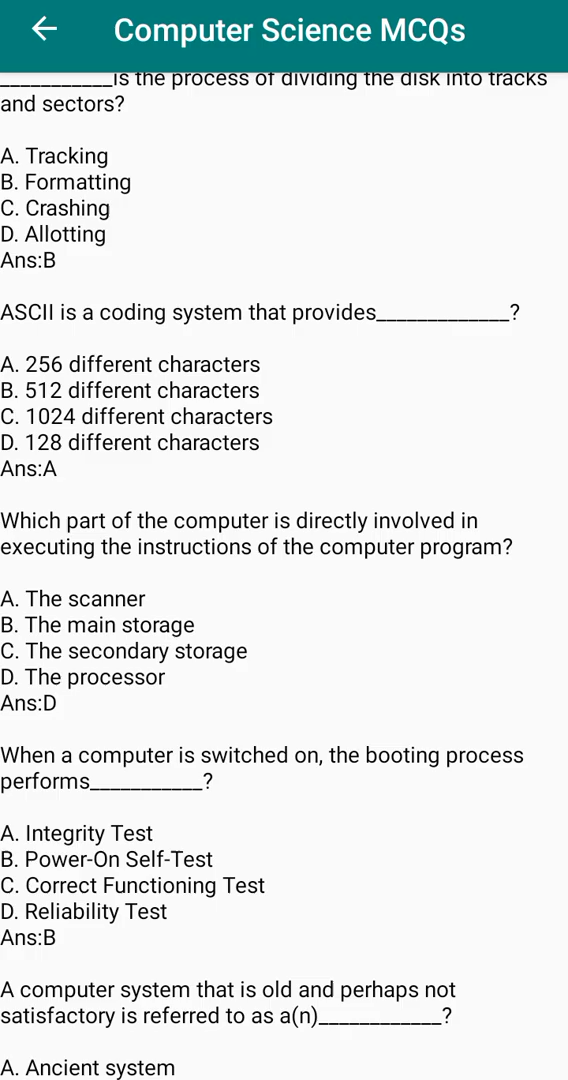 Computer Science MCQs
___________is the process of dividing the disk into tracks
and sectors?
A. Tracking
B. Formatting
C. Crashing
D. Allotting
Ans:B
ASCII is a coding system that provides_____________?
A. 256 different characters
B. 512 different characters
C. 1024 different characters
D. 128 different characters
Ans:A
Which part of the computer is directly involved in
executing the instructions of the computer program?
A. The scanner
B. The main storage
C. The secondary storage
D. The processor
Ans:D
When a computer is switched on, the booting process
performs___________?
A. Integrity Test
B. Power-On Self-Test
C. Correct Functioning Test
D. Reliability Test
Ans:B
A computer system that is old and perhaps not
satisfactory is referred to as a(n)____________?
A. Ancient system